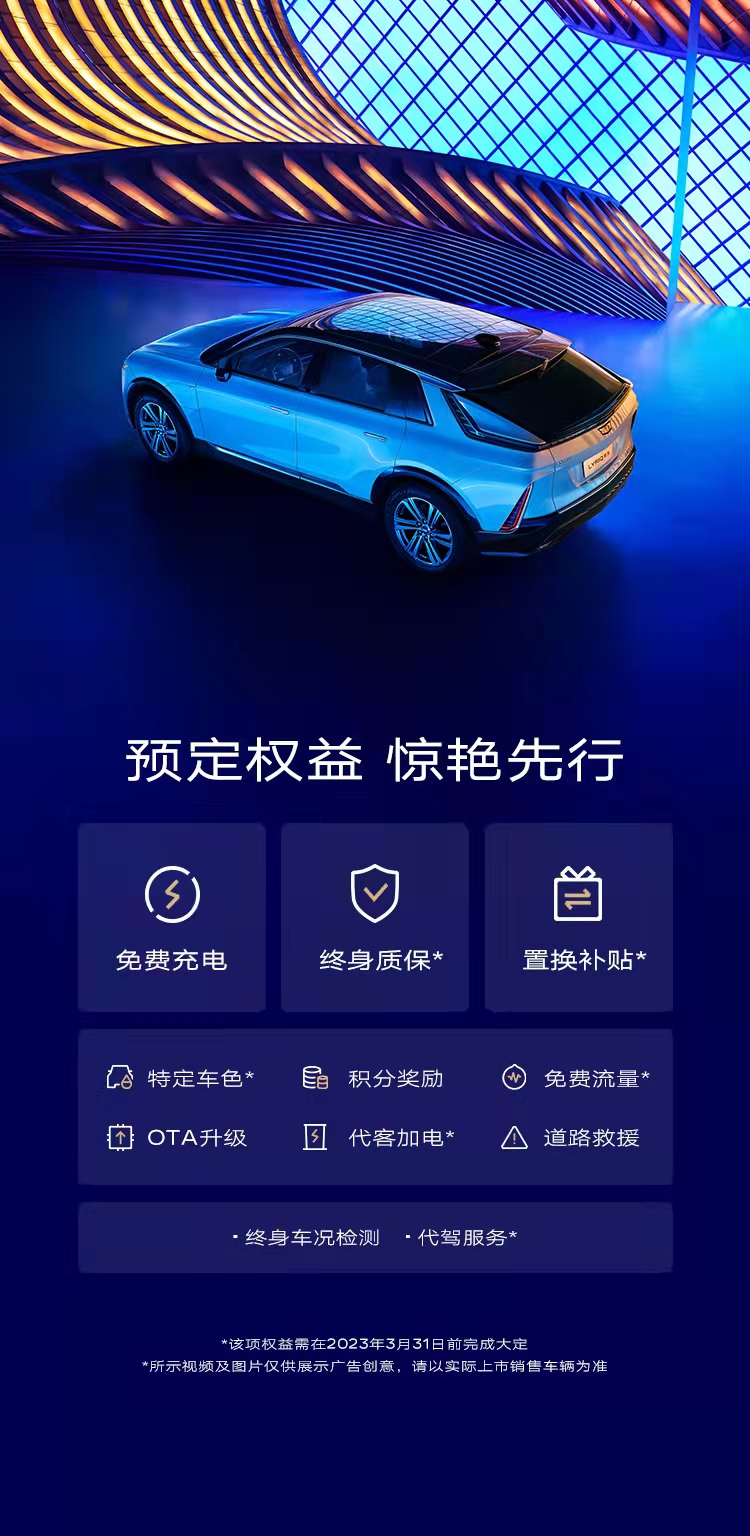 LYRIQ
预定权益 惊艳先行
免费充电 终身质保* 置换补贴*
特定车色* 积分奖励 免费流量*
OTA升级 代客加电* 道路救援
·终身车况检测 ·代驾服务*
*该项权益需在2023年3月31日前完成大定
*所示视频及图片仅供展示广告创意，请以实际上市销售车辆为准